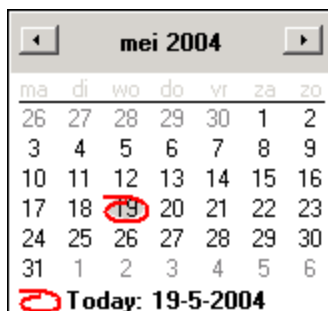 mei 2004
ma di wo do vr za zo
26 27 28 29 30 1 2
3 4 5 6 7 8 9
10 11 12 13 14 15 16
17 18 19 20 21 22 23
24 25 26 27 28 29 30
31 1 2 3 4 5 6
Today: 19-5-2004